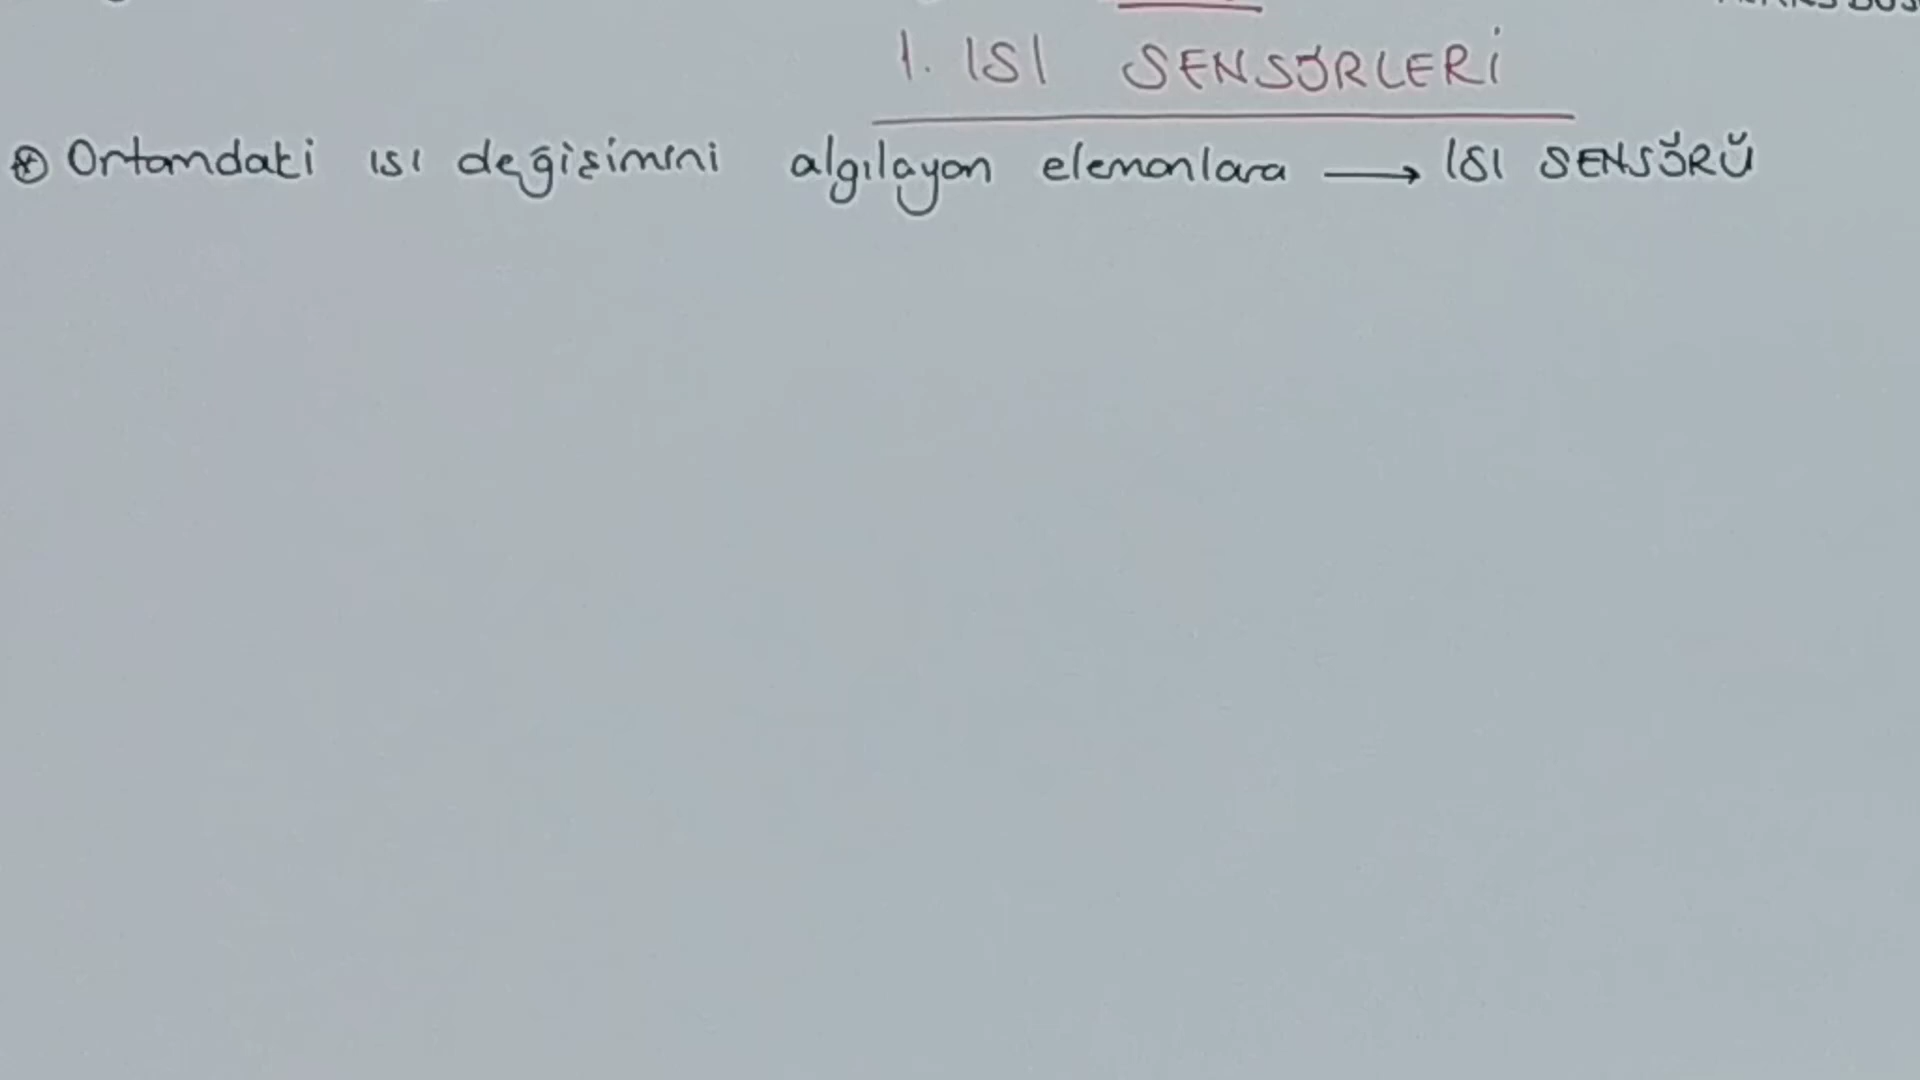 1. ISI SENSÖRLERİ
⊛ Ortamdaki ısı değişimini algılayan elemanlara → ISI SENSÖRÜ